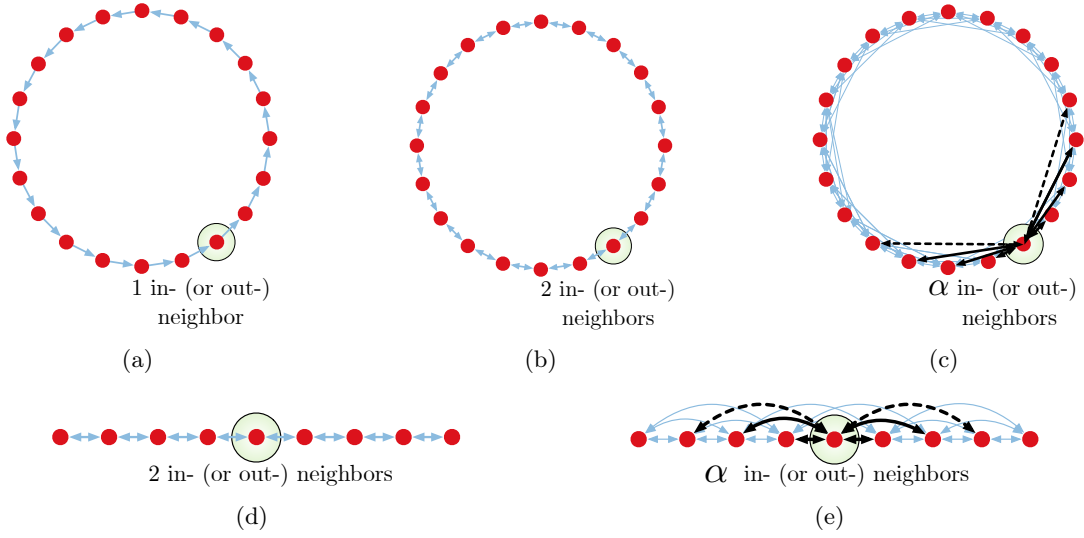 1 in- (or out-)
neighbor
(a)
2 in- (or out-)
neighbors
(b)
α in- (or out-)
neighbors
(c)
2 in- (or out-) neighbors
(d)
α in- (or out-) neighbors
(e)